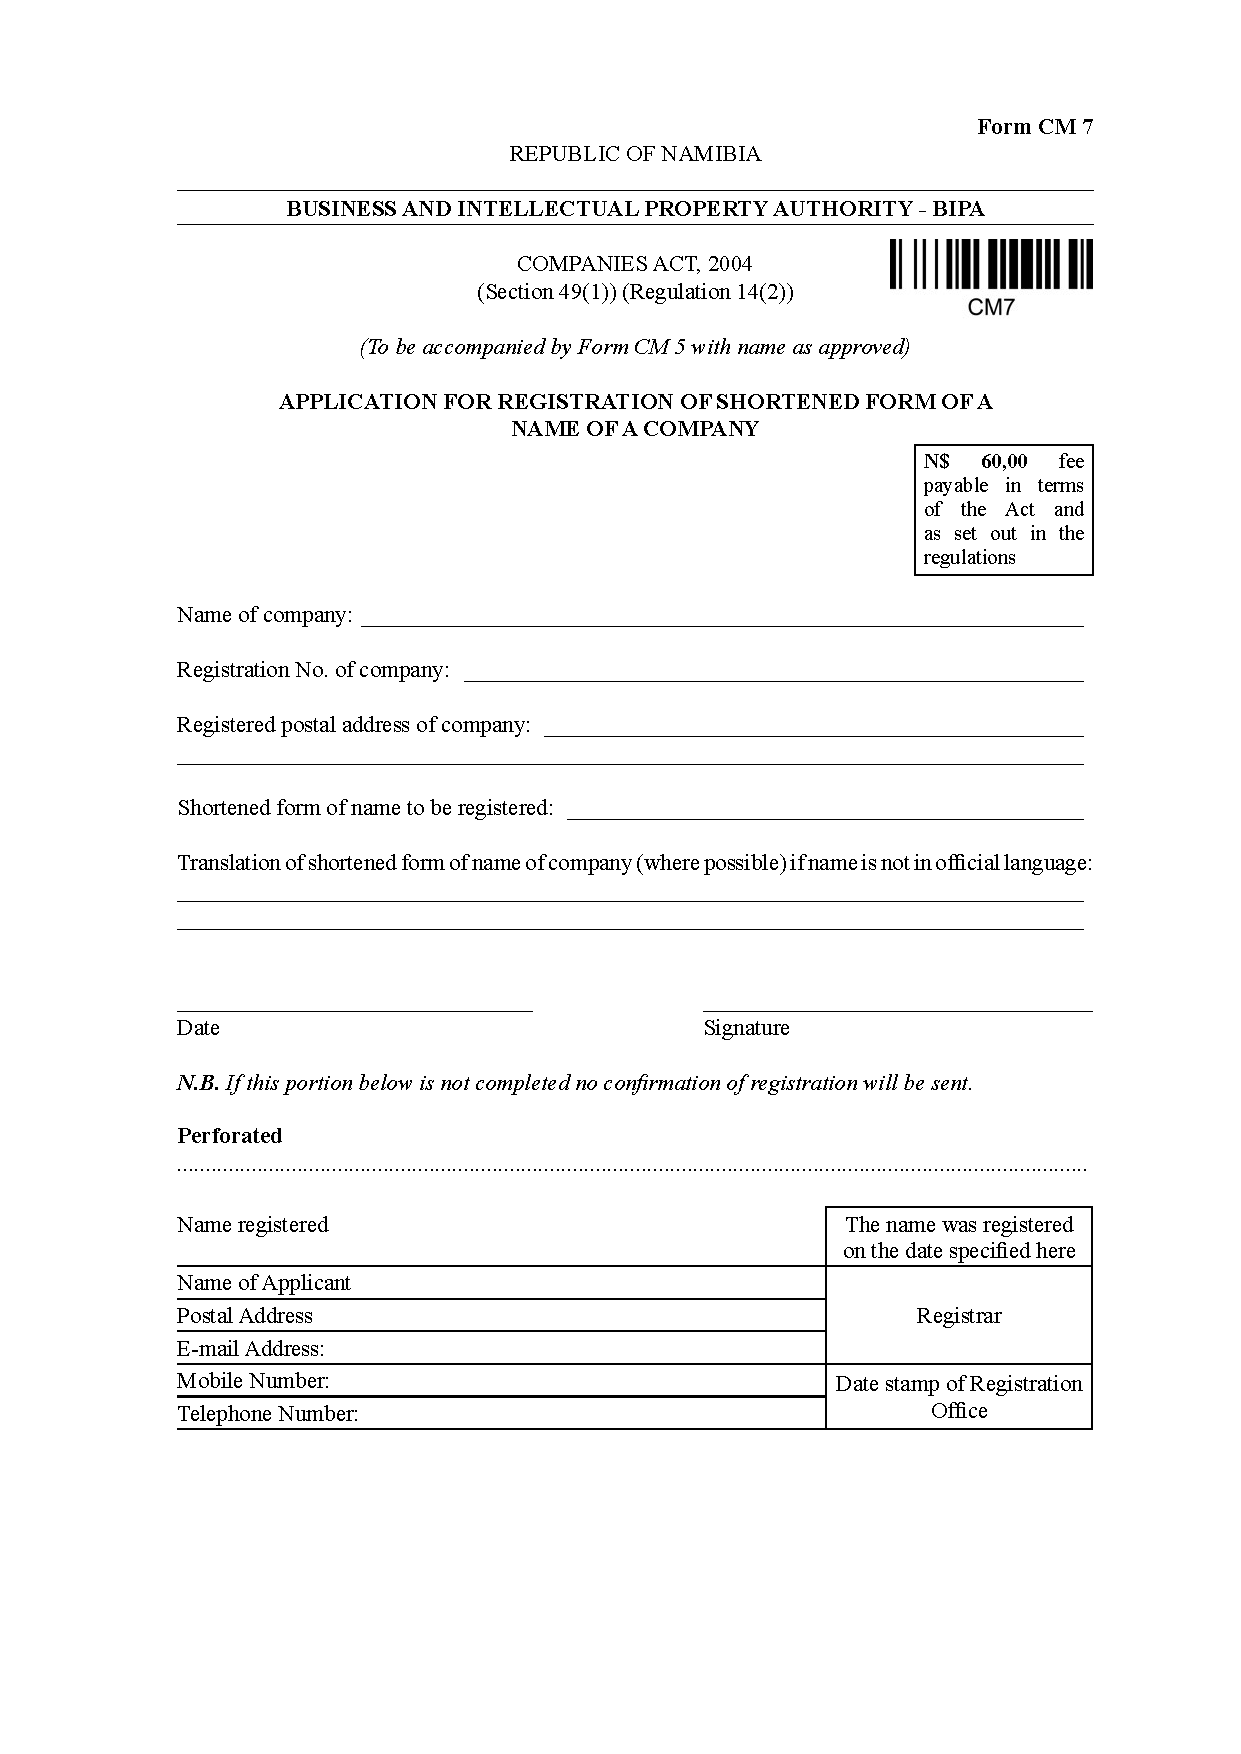 Form CM 7
REPUBLIC OF NAMIBIA
BUSINESS AND INTELLECTUAL PROPERTY AUTHORITY - BIPA
COMPANIES ACT, 2004
(Section 49(1)) (Regulation 14(2))
CM7
(To be accompanied by Form CM 5 with name as approved)
APPLICATION FOR REGISTRATION OF SHORTENED FORM OF A
NAME OF A COMPANY
N$ 60,00 fee
payable in terms
of the Act and
as set out in the
regulations
Name of company:
Registration No. of company:
Registered postal address of company:
Shortened form of name to be registered:
Translation of shortened form of name of company (where possible) if name is not in official language:
Date
Signature
N.B. If this portion below is not completed no confirmation of registration will be sent.
Perforated
Name registered
The name was registered
on the date specified here
Name of Applicant
Postal Address
Registrar
E-mail Address:
Mobile Number:
Date stamp of Registration
Office
Telephone Number: